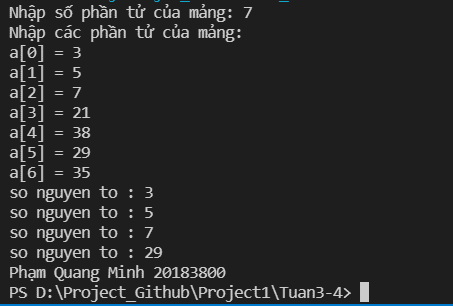 Nhập số phần tử của mảng: 7
Nhập các phần tử của mảng:
a[0] = 3
a[1] = 5
a[2] = 7
a[3] = 21
a[4] = 38
a[5] = 29
a[6] = 35
so nguyen to : 3
so nguyen to : 5
so nguyen to : 7
so nguyen to : 29
Phạm Quang Minh 20183800
PS D:\Project_Github\Project1\Tuan3-4>